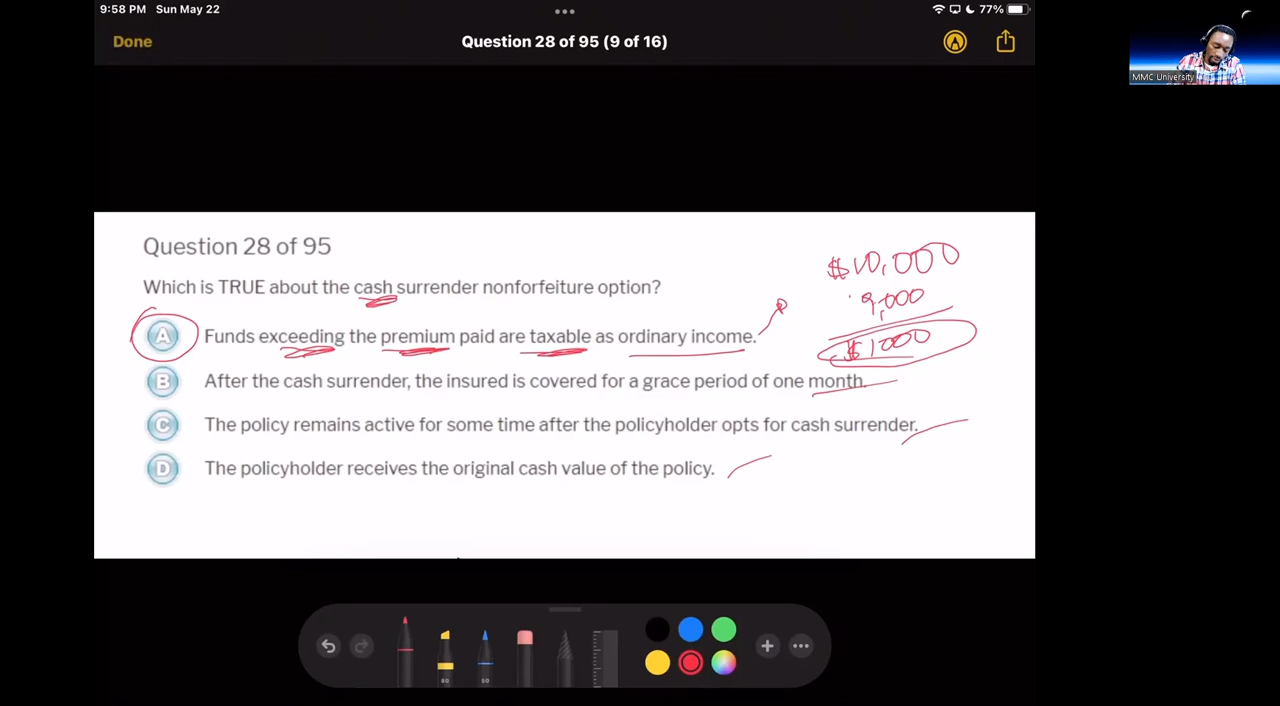 9:58 PM Sun May 22
77%
Done
Question 28 of 95 (9 of 16)
MMC University
Question 28 of 95
Which is TRUE about the cash surrender nonforfeiture option?
A Funds exceeding the premium paid are taxable as ordinary income.
B After the cash surrender, the insured is covered for a grace period of one month.
C The policy remains active for some time after the policyholder opts for cash surrender.
D The policyholder receives the original cash value of the policy.
$10,000
9,000
$1000
80
50